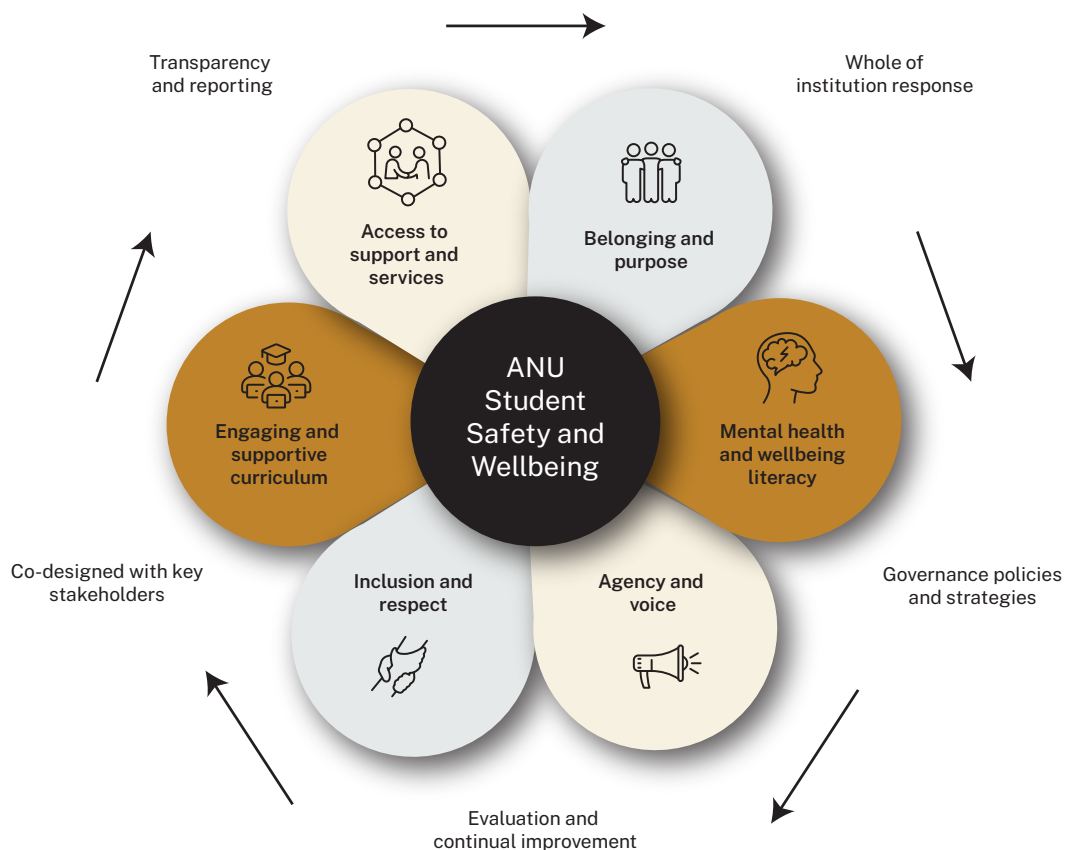 Transparency
and reporting
Whole of
institution response
Access to
support and
services
Belonging and
purpose
ANU
Student
Safety and
Wellbeing
Engaging and
supportive
curriculum
Mental health
and wellbeing
literacy
Co-designed with key
stakeholders
Inclusion and
respect
Agency and
voice
Governance policies
and strategies
Evaluation and
continual improvement